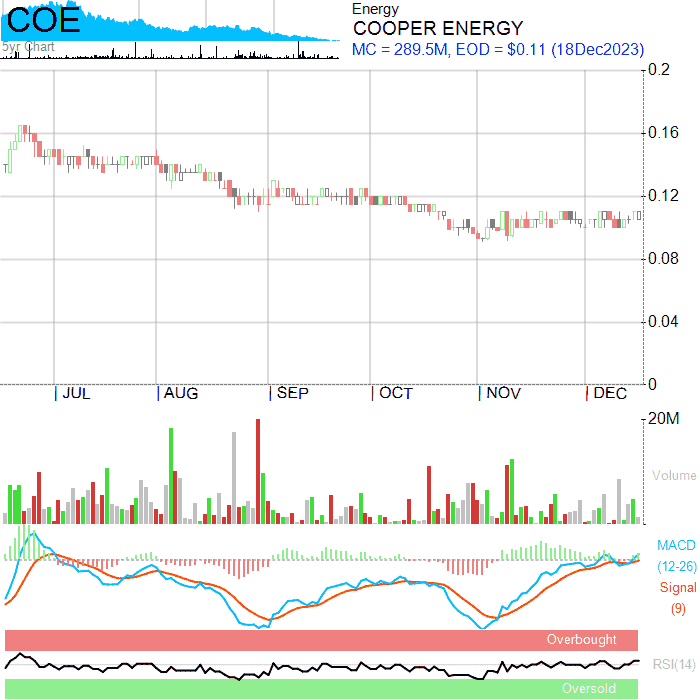 COE
5yr Chart
Energy
COOPER ENERGY
MC = 289.5M, EOD = $0.11 (18Dec2023)
0.2
0.16
0.12
0.08
0.04
0
JUL AUG SEP OCT NOV DEC
20M
Volume
MACD
(12-26)
Signal
(9)
Overbought
RSI(14)
Oversold